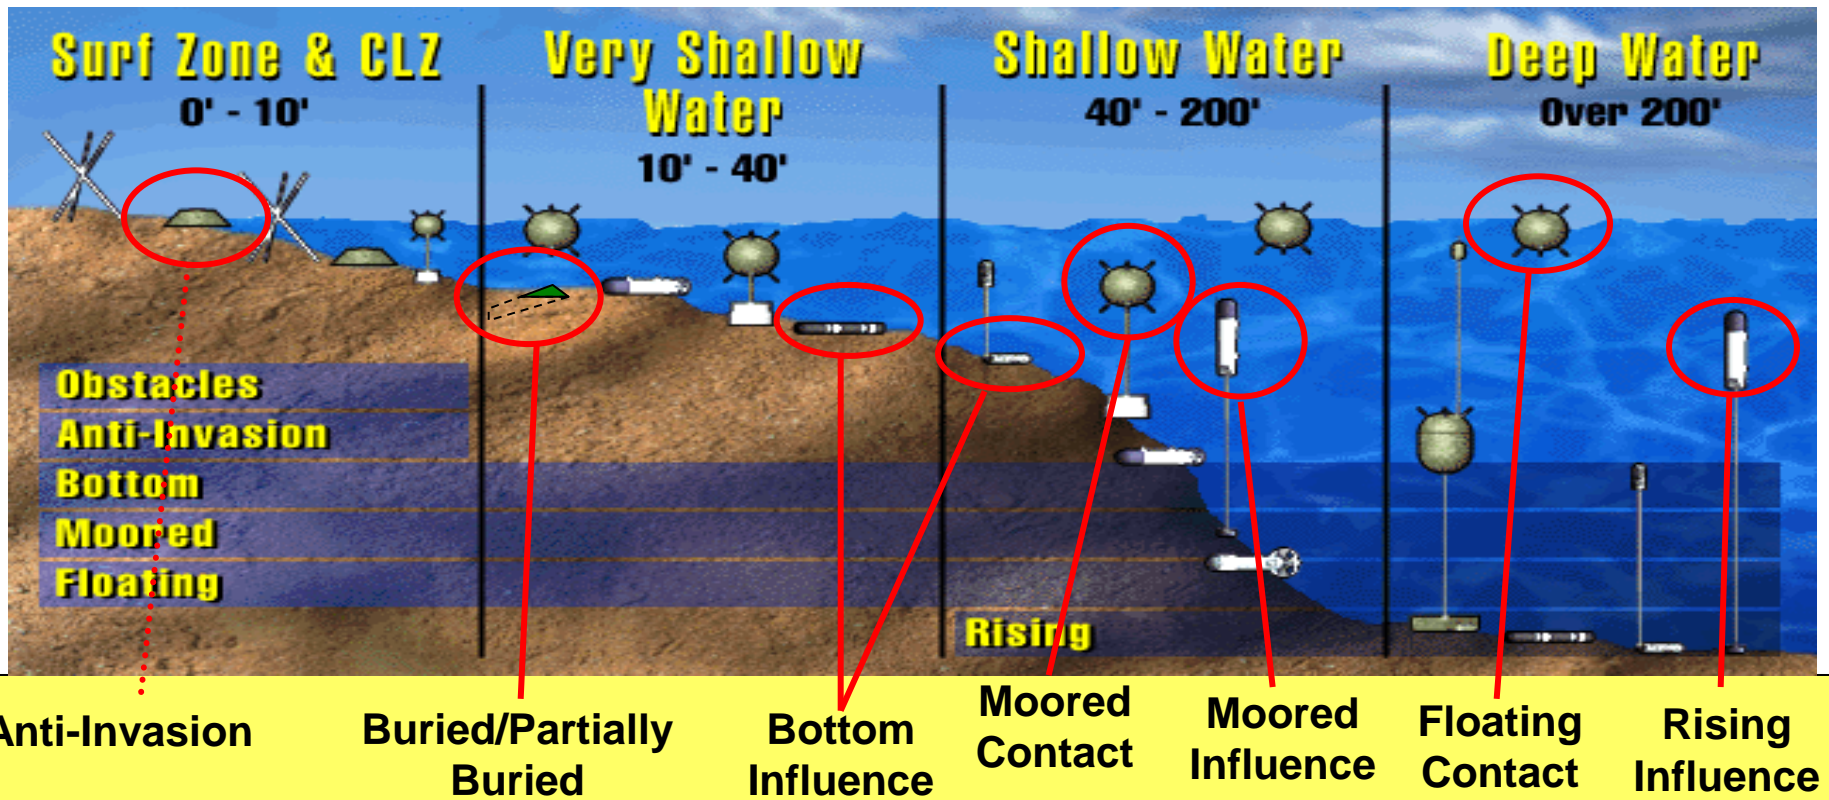 Surf Zone & CLZ
0' - 10'
Very Shallow
Water
10' - 40'
Shallow Water
40' - 200'
Deep Water
Over 200'
Obstacles
Anti-Invasion
Bottom
Moored
Floating
Rising
Anti-Invasion
Buried/Partially
Buried
Bottom
Influence
Moored
Contact
Moored
Influence
Floating
Contact
Rising
Influence